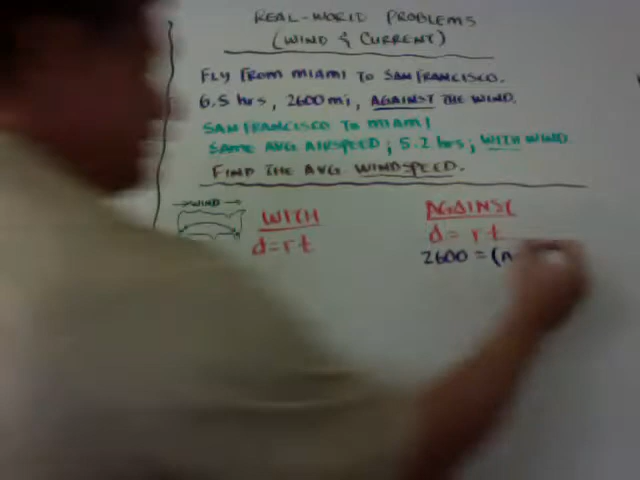 REAL-WORLD PROBLEMS
(WIND & CURRENT)
FLY FROM MIAMI TO SAN FRANCISCO.
6.5 hrs, 2600 mi, AGAINST THE WIND.
SAN FRANCISCO TO MIAMI
SAME AVG AIRSPEED; 5.2 hrs; WITH WIND.
FIND THE AVG WINDSPEED.
WIND
WITH
d=rt
AGAINST
d = rt
2600 = (n